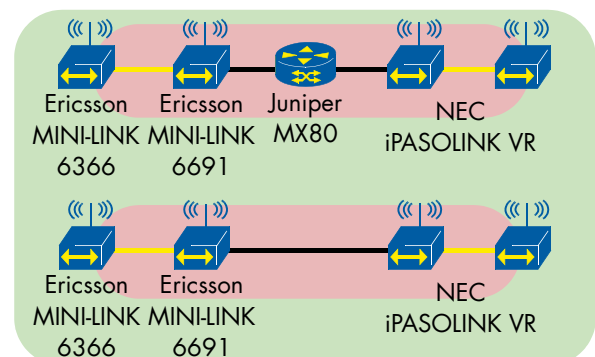 Ericsson
MINI-LINK
6366
Ericsson
MINI-LINK
6691
Juniper
MX80
NEC
iPASOLINK VR
Ericsson
MINI-LINK
6366
Ericsson
MINI-LINK
6691
NEC
iPASOLINK VR